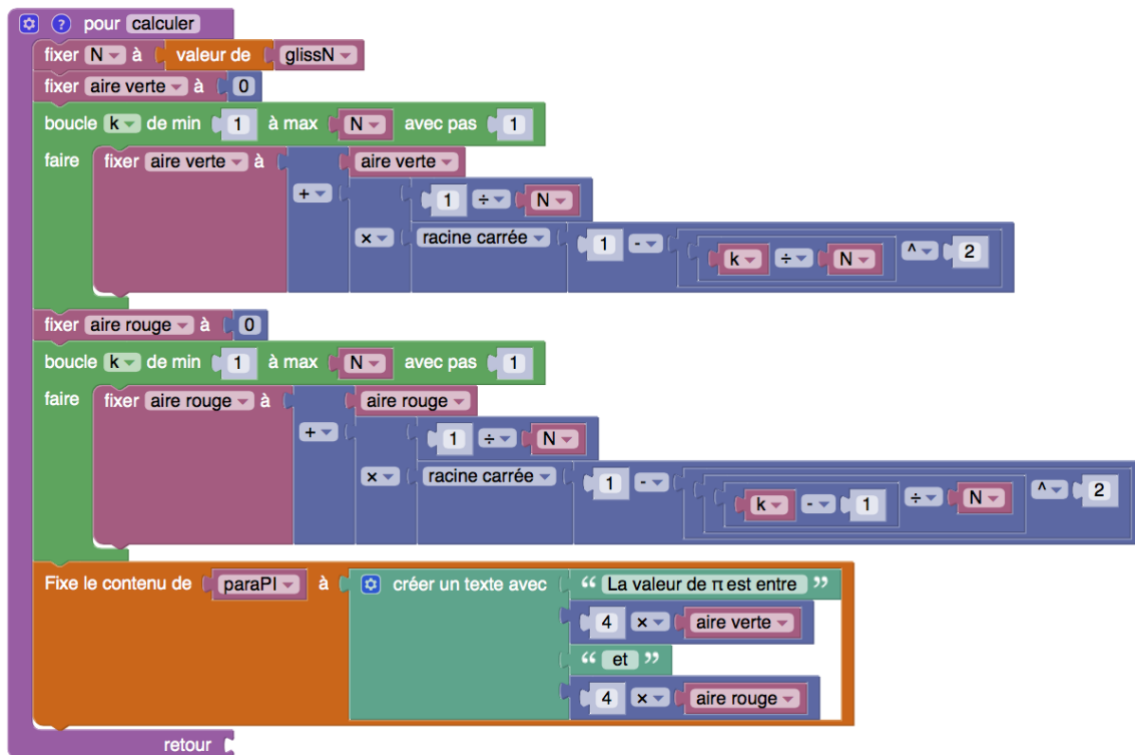 ? pour calculer
fixer N à valeur de glissN
fixer aire verte à 0
boucle k de min 1 à max N avec pas 1
faire fixer aire verte à aire verte
+ 1 ÷ N
× racine carrée 1 - k ÷ N ^ 2
fixer aire rouge à 0
boucle k de min 1 à max N avec pas 1
faire fixer aire rouge à aire rouge
+ 1 ÷ N
× racine carrée 1 - k - 1 ÷ N ^ 2
Fixe le contenu de paraPI à créer un texte avec “ La valeur de π est entre ”
4 × aire verte
“ et ”
4 × aire rouge
retour